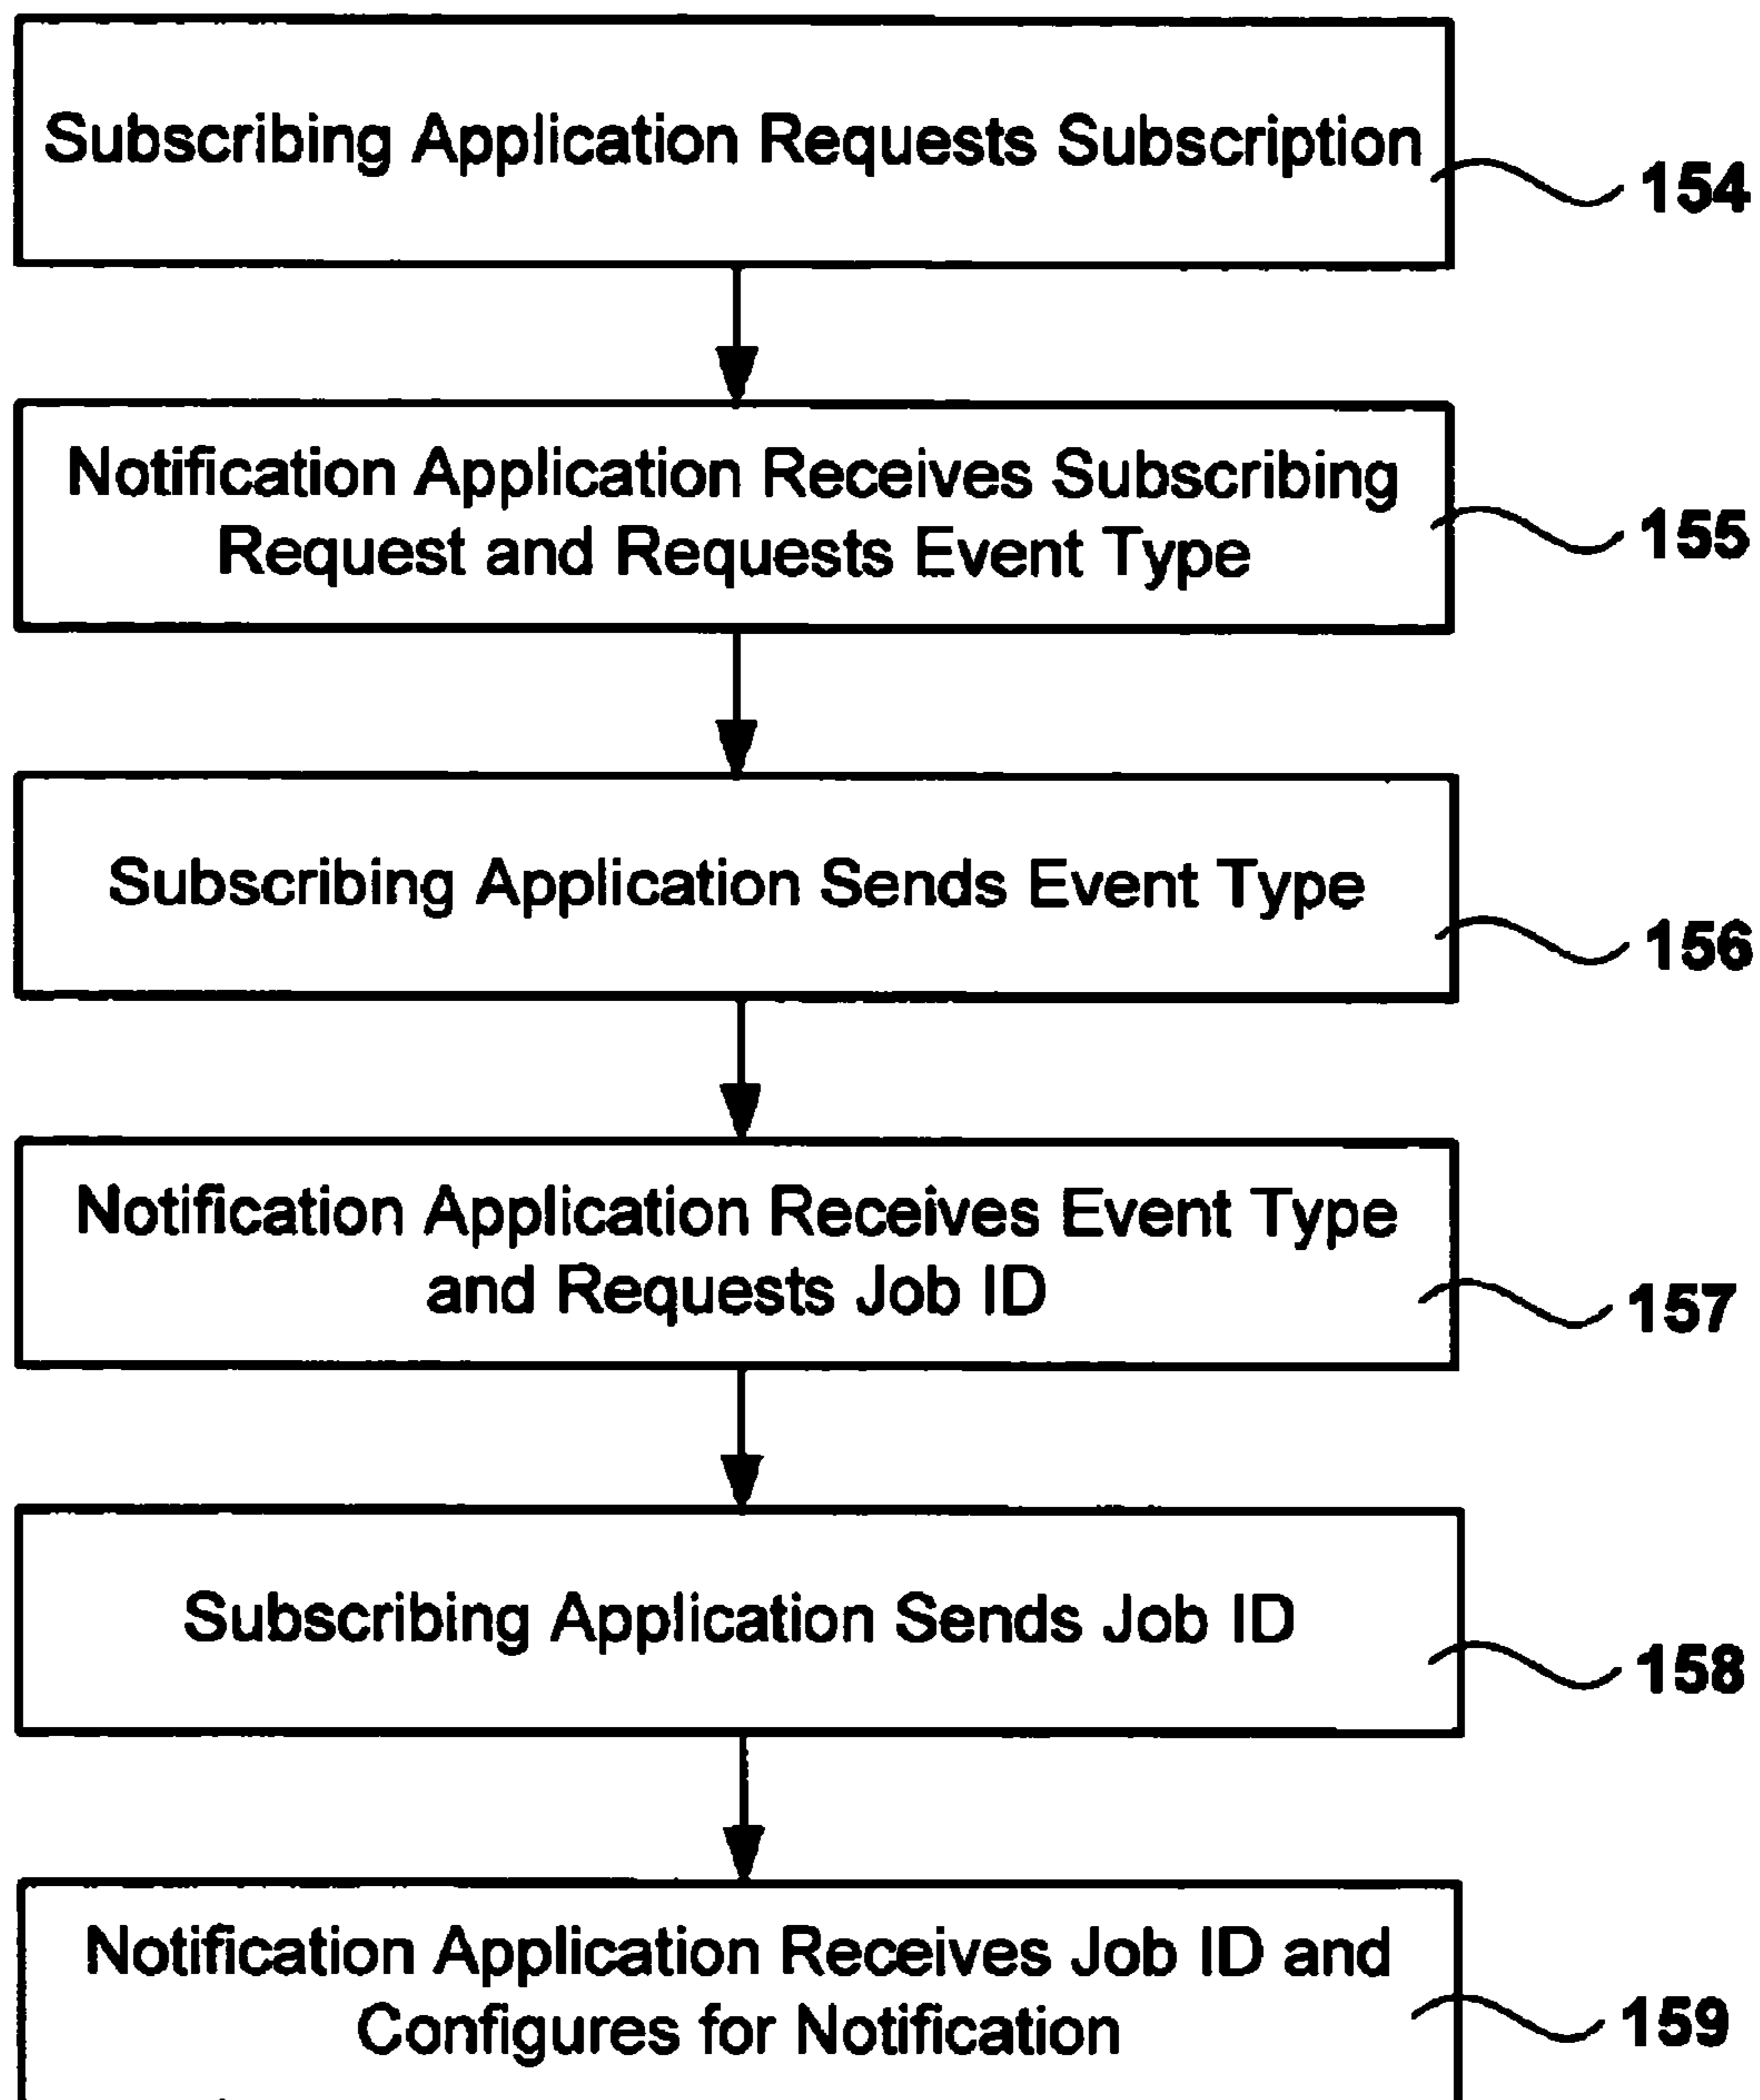 Subscribing Application Requests Subscription
154
Notification Application Receives Subscribing
Request and Requests Event Type
155
Subscribing Application Sends Event Type
156
Notification Application Receives Event Type
and Requests Job ID
157
Subscribing Application Sends Job ID
158
Notification Application Receives Job ID and
Configures for Notification
159